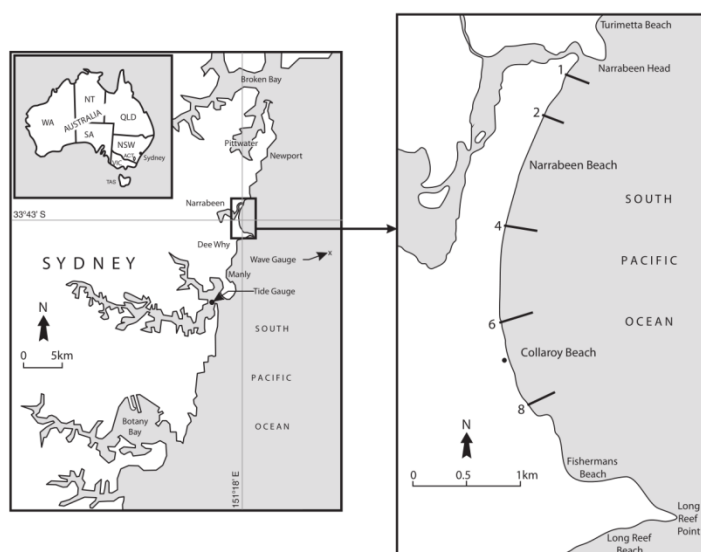 NT
WA
AUSTRALIA
QLD
SA
NSW
ACT
VIC
Sydney
TAS
Broken Bay
Pittwater
Newport
Narrabeen
33°43' S
Dee Why
Wave Gauge
x
SYDNEY
Manly
Tide Gauge
N
0 5km
SOUTH
PACIFIC
OCEAN
Botany
Bay
151°18' E
Turimetta Beach
1
Narrabeen Head
2
Narrabeen Beach
SOUTH
4
PACIFIC
6
OCEAN
Collaroy Beach
8
N
0 0.5 1km
Fishermans
Beach
Long
Reef
Point
Long Reef
Beach